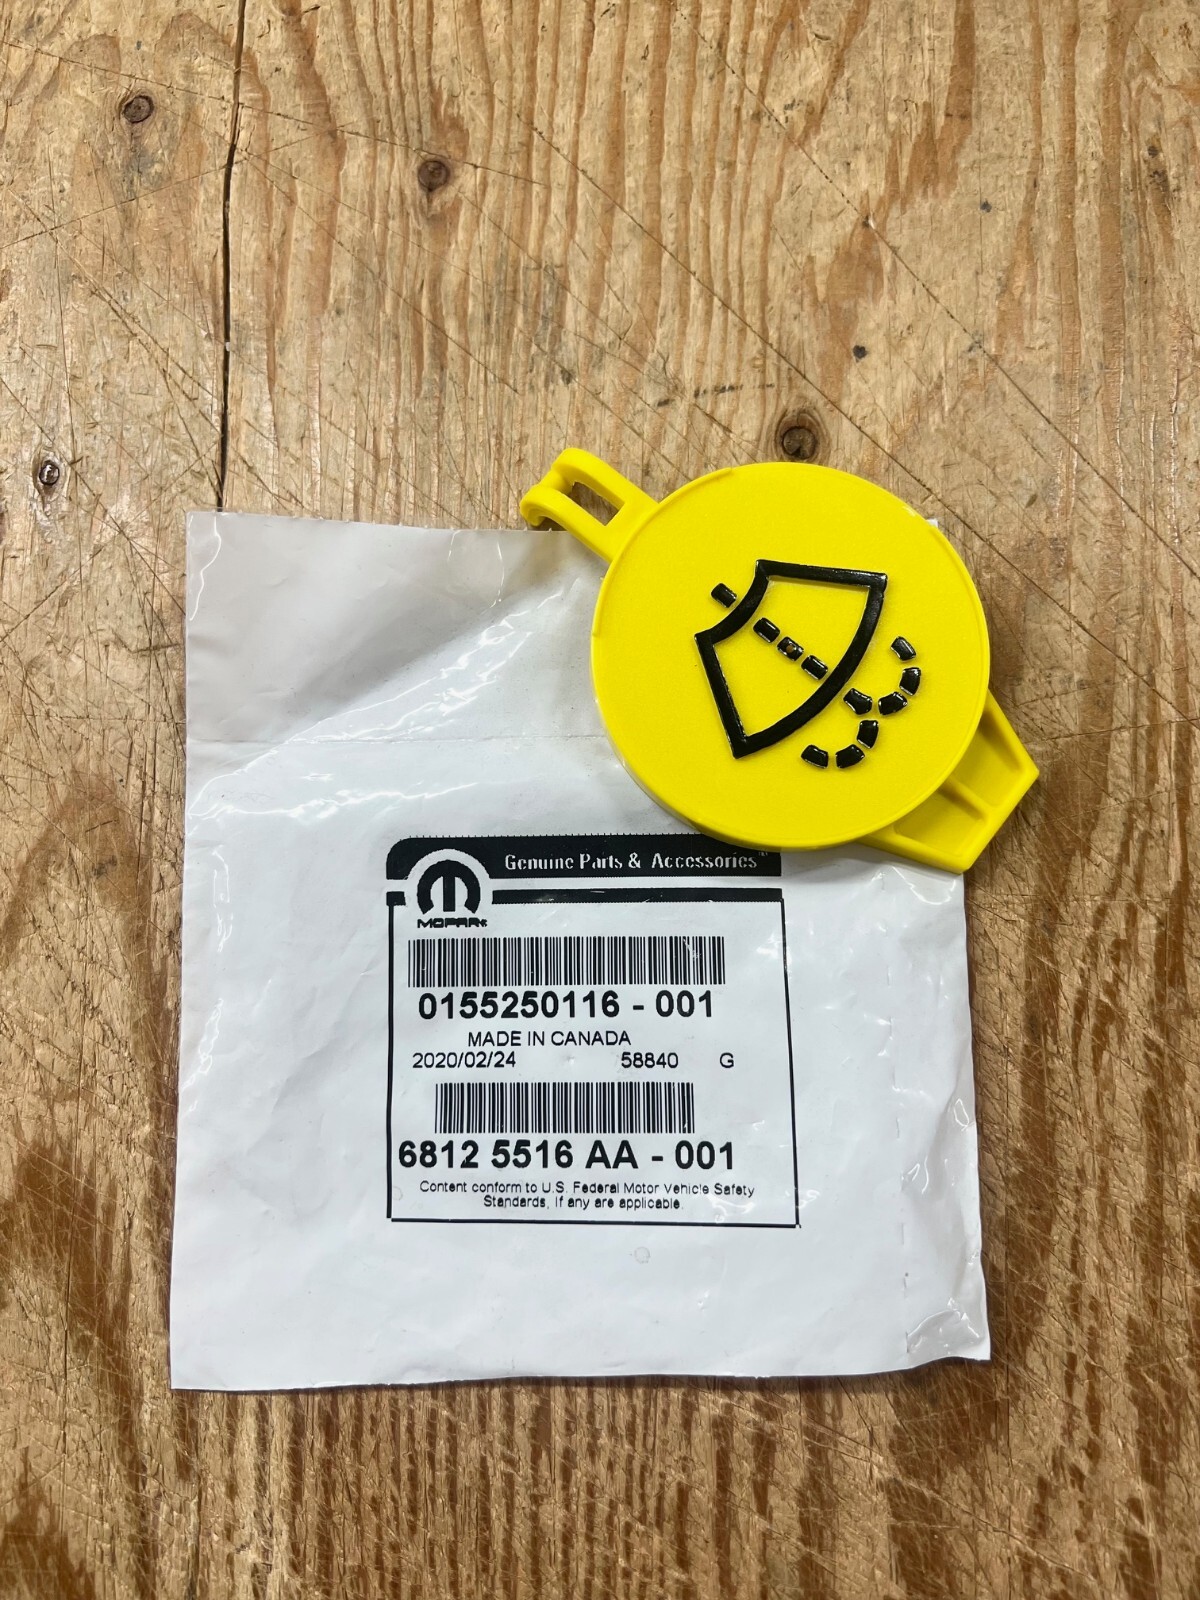 Genuine Parts & Accessories
MOPAR
0155250116 - 001
MADE IN CANADA
2020/02/24 58840 G
6812 5516 AA - 001
Content conform to U.S. Federal Motor Vehicle Safety
Standards, If any are applicable.